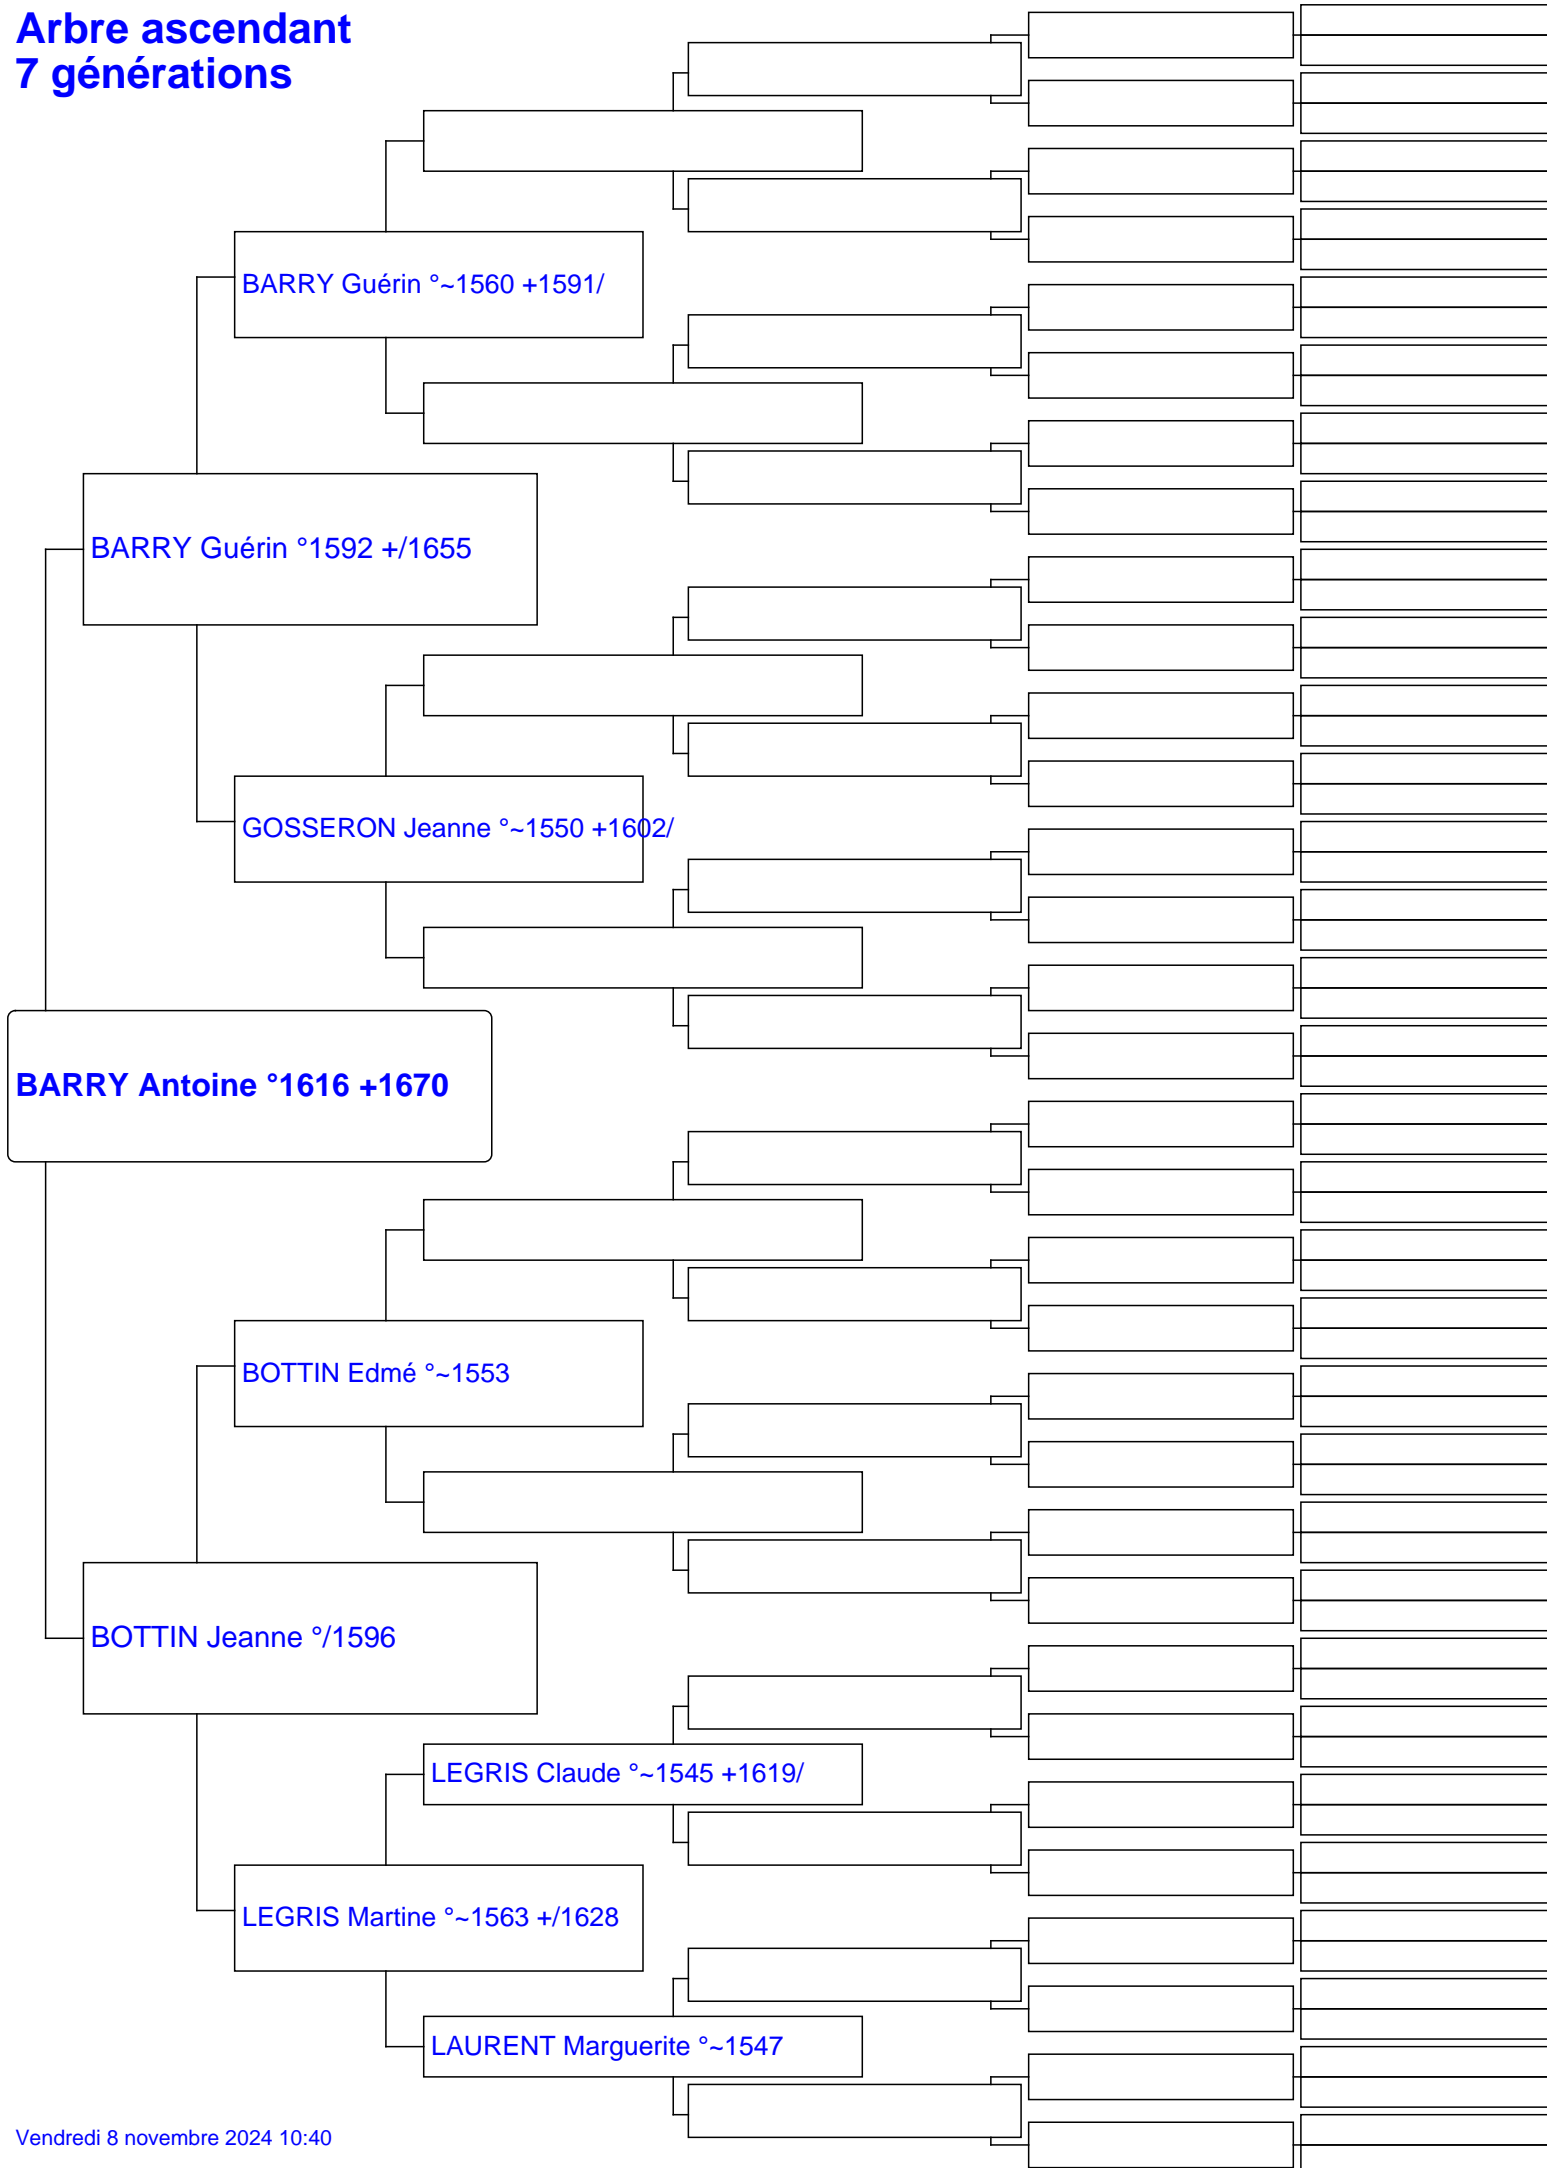 Arbre ascendant
7 générations
BARRY Guérin °~1560 +1591/
BARRY Guérin °1592 +/1655
GOSSERON Jeanne °~1550 +1602/
BARRY Antoine °1616 +1670
BOTTIN Edmé °~1553
BOTTIN Jeanne °/1596
LEGRIS Claude °~1545 +1619/
LEGRIS Martine °~1563 +/1628
LAURENT Marguerite °~1547
Vendredi 8 novembre 2024 10:40